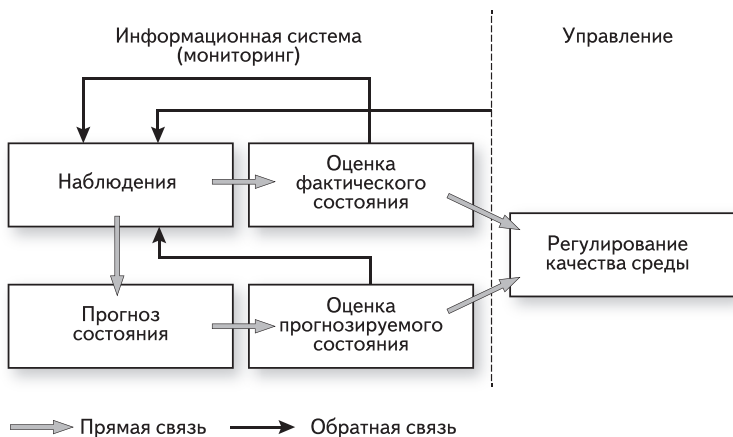 Информационная система
(мониторинг)
Управление
Наблюдения
Оценка
фактического
состояния
Регулирование
качества среды
Прогноз
состояния
Оценка
прогнозируемого
состояния
Прямая связь
Обратная связь